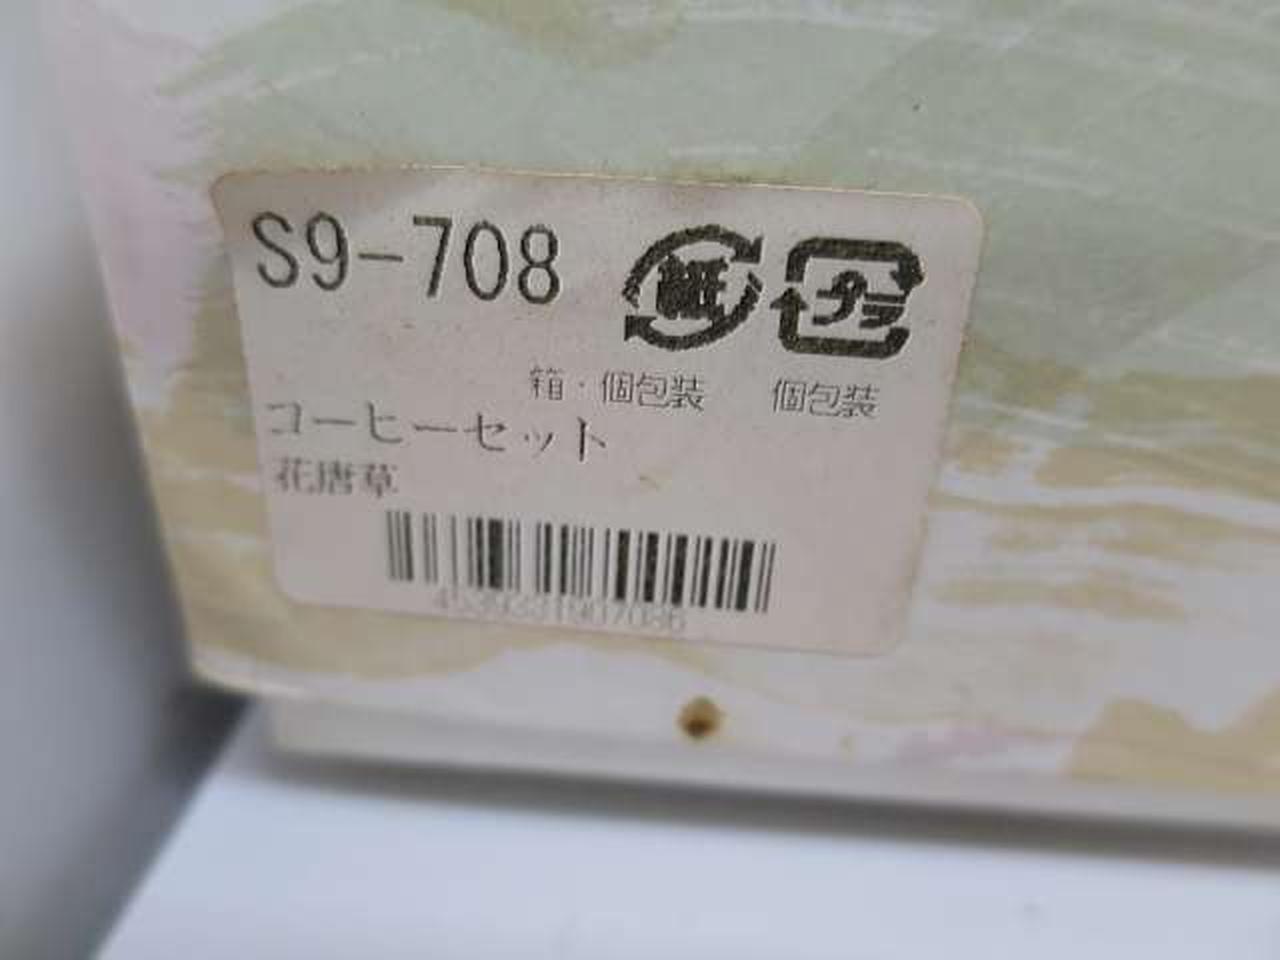 S9-708
紙
プラ
箱・個包装 個包装
コーヒーセット
花唐草